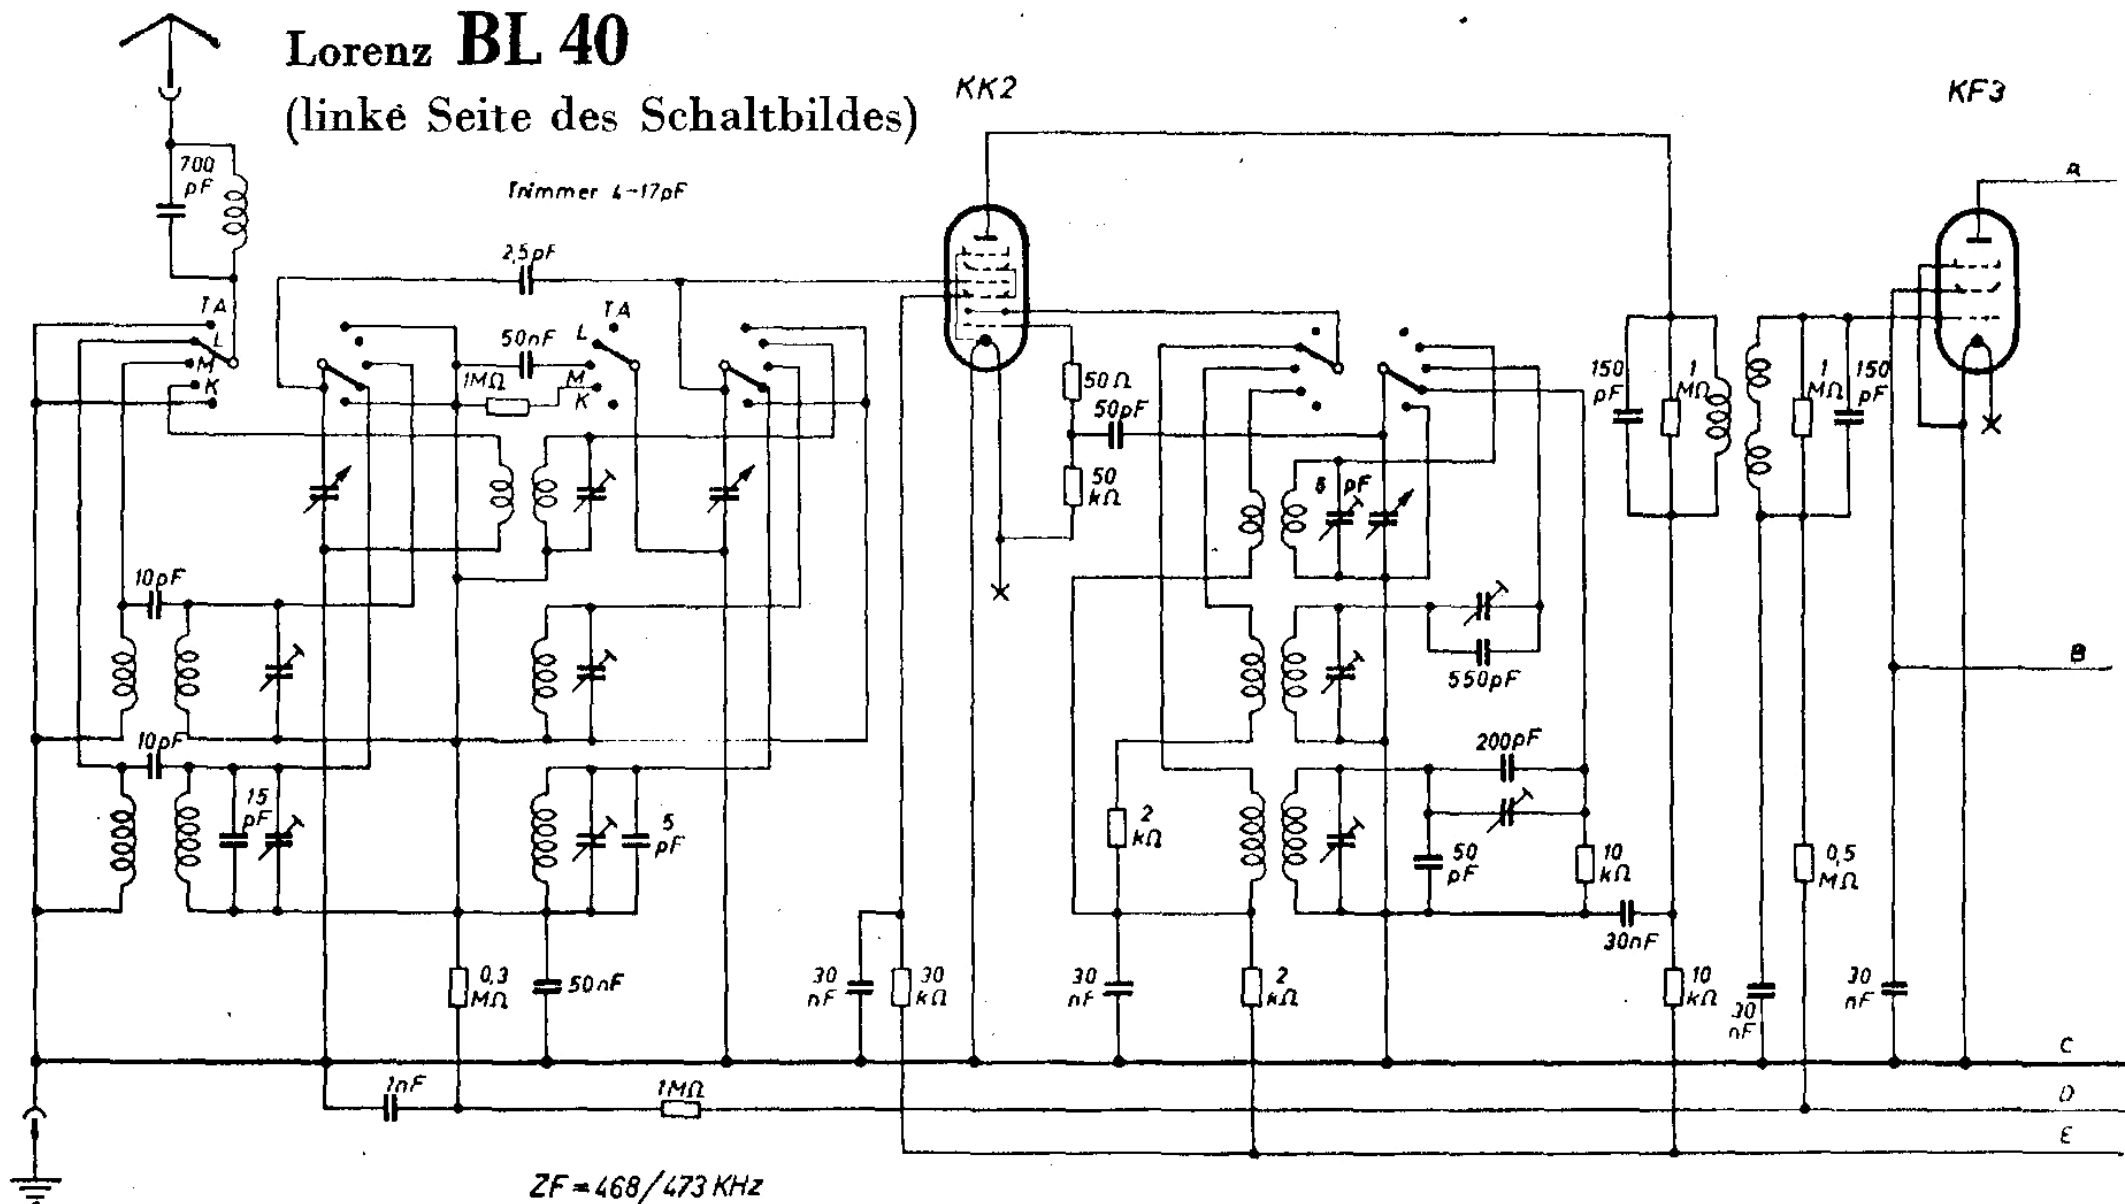 Lorenz BL 40
(linke Seite des Schaltbildes)
KK2
KF3
700
pF
Trimmer 4-17pF
A
2,5pF
TA
L
M
K
50nF
1MΩ
TA
L
M
K
50Ω
50pF
50
kΩ
150
pF
1
MΩ
1
MΩ
150
pF
pF
10pF
550pF
B
10pF
200pF
15
pF
5
pF
2
kΩ
50
pF
10
kΩ
0,5
MΩ
30nF
0,3
MΩ
50nF
30
nF
30
kΩ
30
nF
2
kΩ
10
kΩ
30
nF
30
nF
C
1nF
1MΩ
D
E
ZF=468/473 KHz